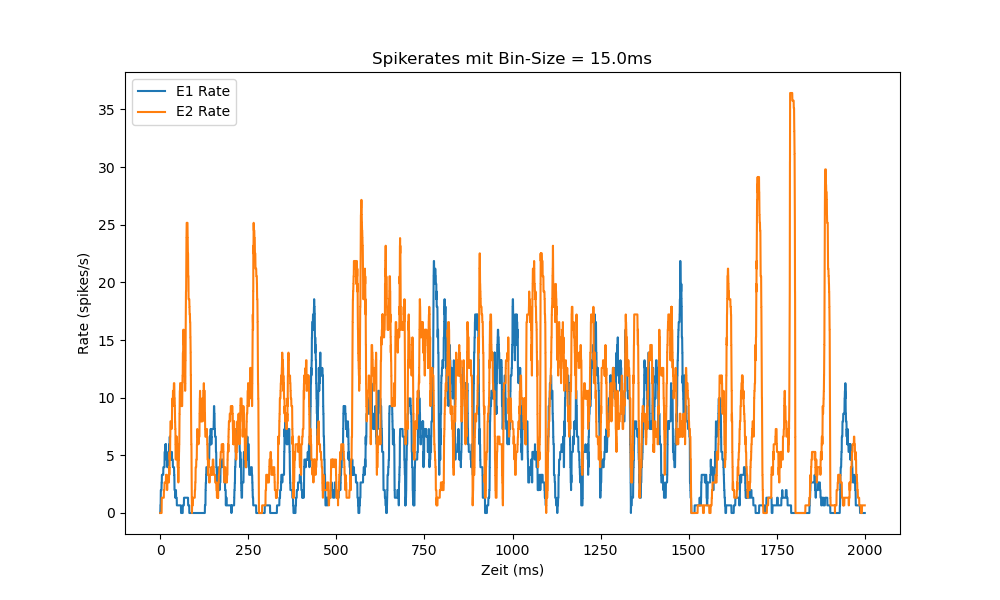 Spikerates mit Bin-Size = 15.0ms
E1 Rate
E2 Rate
Rate (spikes/s)
35
30
25
20
15
10
5
0
0 250 500 750 1000 1250 1500 1750 2000
Zeit (ms)